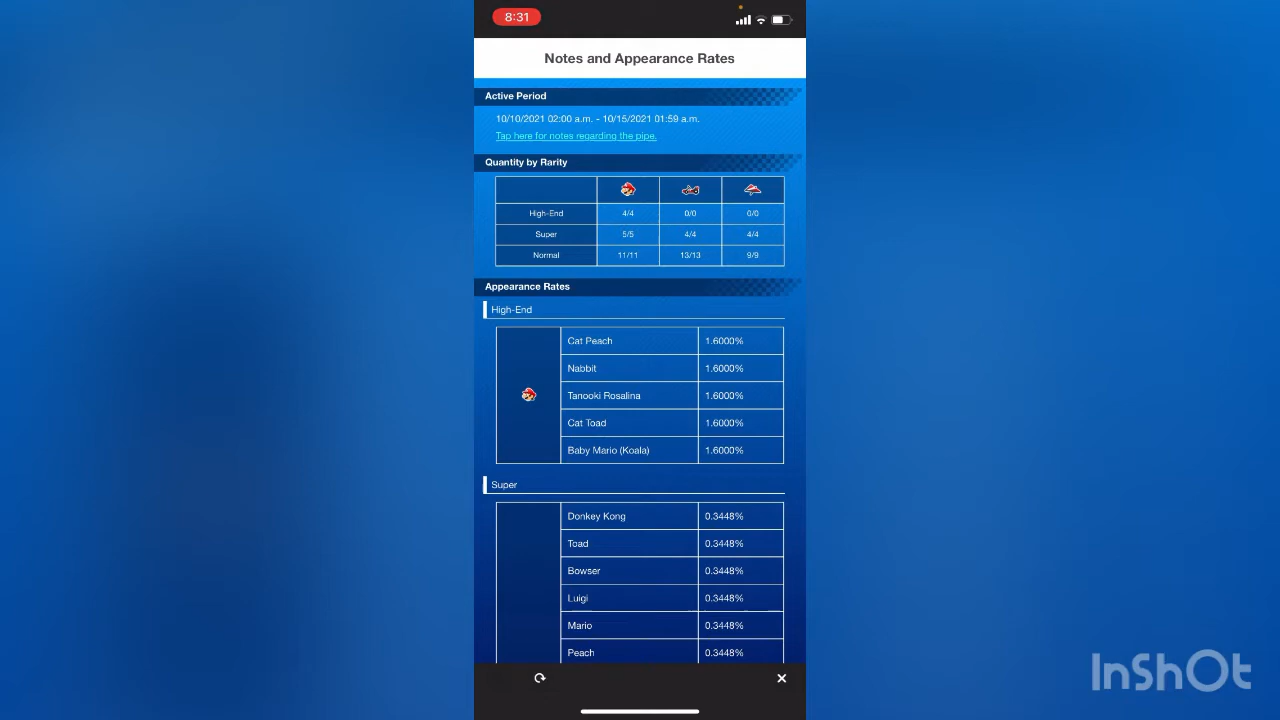 8:31
Notes and Appearance Rates
Active Period
10/10/2021 02:00 a.m. - 10/15/2021 01:59 a.m.
Tap here for notes regarding the pipe.
Quantity by Rarity
High-End 4/4 0/0 0/0
Super 5/5 4/4 4/4
Normal 11/11 13/13 9/9
Appearance Rates
High-End
Cat Peach 1.6000%
Nabbit 1.6000%
Tanooki Rosalina 1.6000%
Cat Toad 1.6000%
Baby Mario (Koala) 1.6000%
Super
Donkey Kong 0.3448%
Toad 0.3448%
Bowser 0.3448%
Luigi 0.3448%
Mario 0.3448%
Peach 0.3448%
InShOt